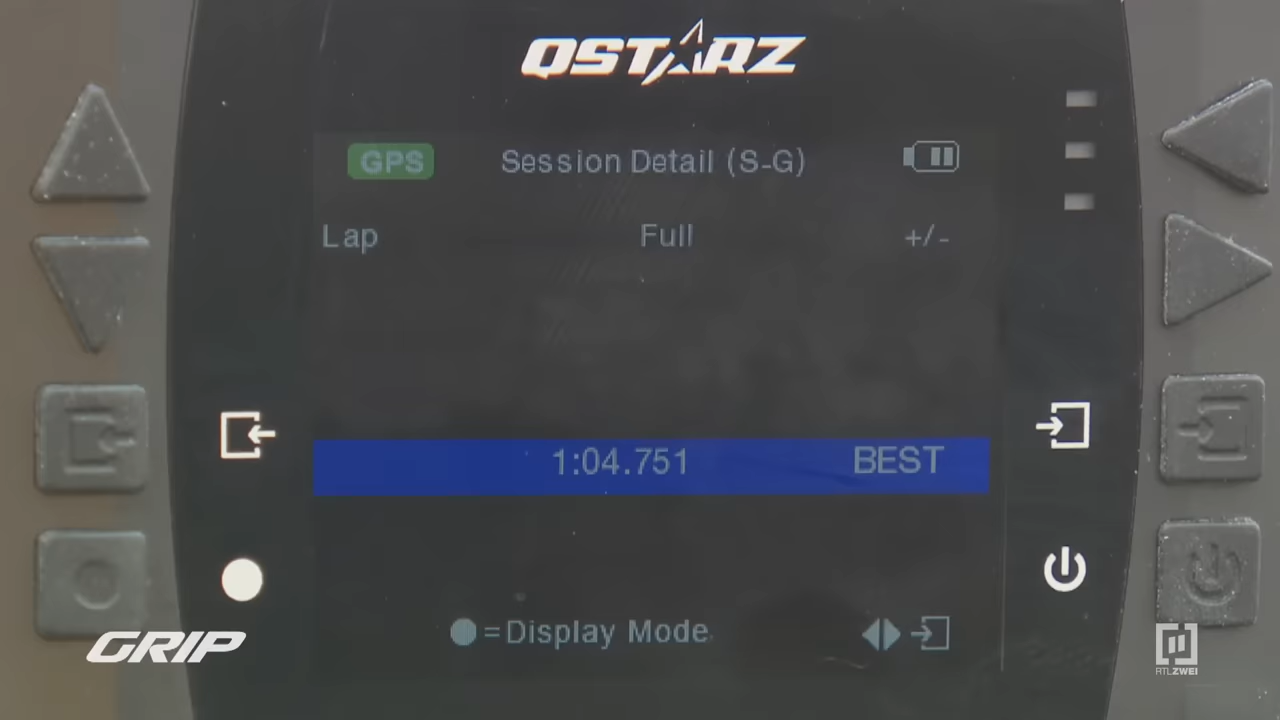 QSTARZ
GPS Session Detail (S-G)
Lap Full +/-
1:04.751 BEST
=Display Mode
GRIP
RTLZWEI